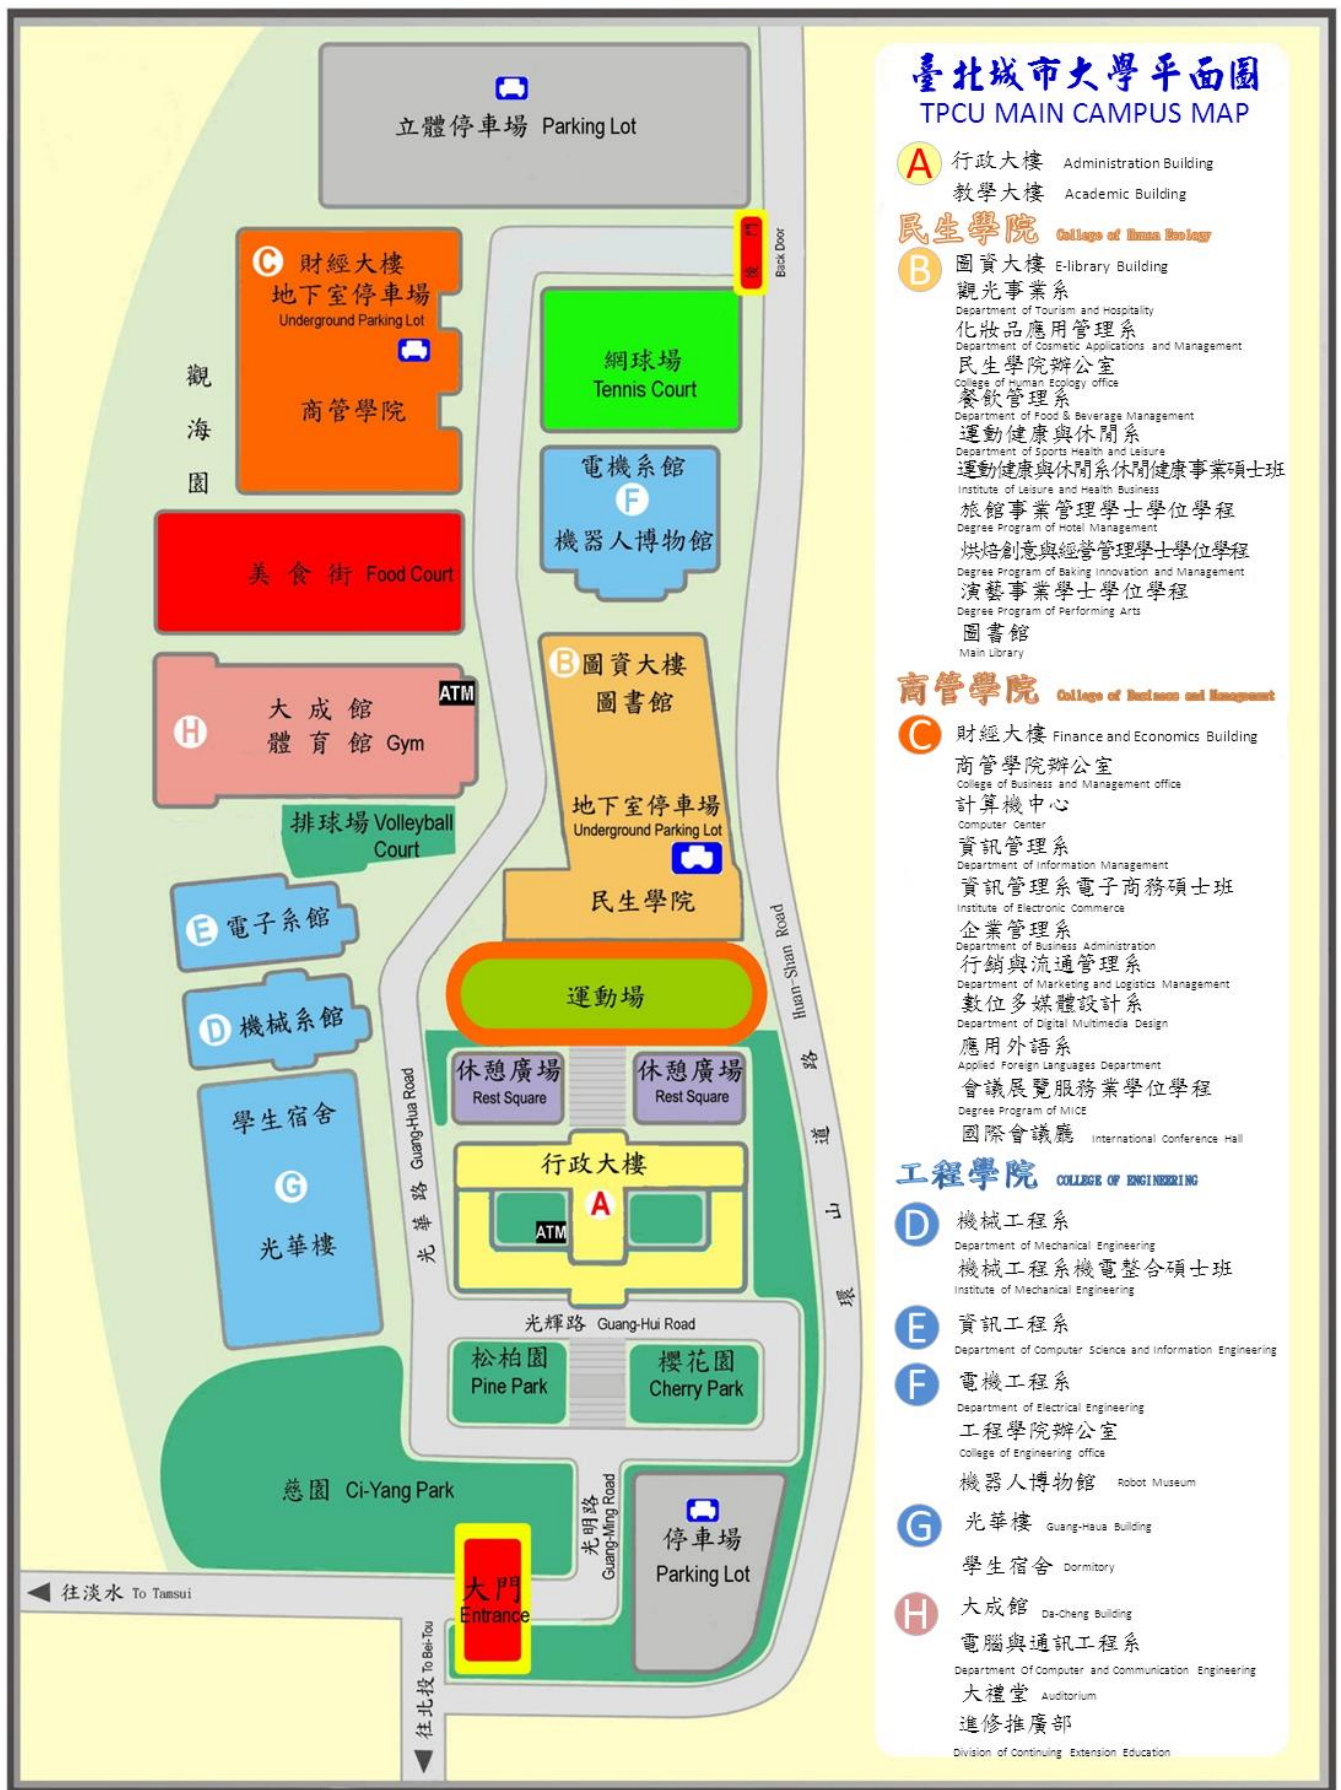 立體停車場 Parking Lot
後門
Back Door
C 財經大樓
地下室停車場
Underground Parking Lot
商管學院
觀海園
網球場
Tennis Court
電機系館
F
機器人博物館
美食街 Food Court
B 圖資大樓
圖書館
地下室停車場
Underground Parking Lot
民生學院
ATM
大成館
H
體育館 Gym
排球場 Volleyball
Court
E 電子系館
D 機械系館
運動場
休憩廣場
Rest Square
休憩廣場
Rest Square
學生宿舍
G
光華樓
光華路 Guang-Hua Road
環山道路 Huan-Shan Road
行政大樓
A
ATM
光輝路 Guang-Hui Road
松柏園
Pine Park
櫻花園
Cherry Park
慈園 Ci-Yang Park
光明路
Guang-Ming Road
停車場
Parking Lot
大門
Entrance
往淡水 To Tamsui
往北投 To Bei-Tou
臺北城市大學平面圖
TPCU MAIN CAMPUS MAP
A 行政大樓 Administration Building
教學大樓 Academic Building
民生學院 College of Human Ecology
B 圖資大樓 E-library Building
觀光事業系
Department of Tourism and Hospitality
化妝品應用管理系
Department of Cosmetic Applications and Management
民生學院辦公室
College of Human Ecology office
餐飲管理系
Department of Food & Beverage Management
運動健康與休閒系
Department of Sports Health and Leisure
運動健康與休閒系休閒健康事業碩士班
Institute of Leisure and Health Business
旅館事業管理學士學位學程
Degree Program of Hotel Management
烘焙創意與經營管理學士學位學程
Degree Program of Baking Innovation and Management
演藝事業學士學位學程
Degree Program of Performing Arts
圖書館
Main Library
商管學院 College of Business and Management
C 財經大樓 Finance and Economics Building
商管學院辦公室
College of Business and Management office
計算機中心
Computer Center
資訊管理系
Department of Information Management
資訊管理系電子商務碩士班
Institute of Electronic Commerce
企業管理系
Department of Business Administration
行銷與流通管理系
Department of Marketing and Logistics Management
數位多媒體設計系
Department of Digital Multimedia Design
應用外語系
Applied Foreign Languages Department
會議展覽服務業學位學程
Degree Program of MICE
國際會議廳 International Conference Hall
工程學院 COLLEGE OF ENGINEERING
D 機械工程系
Department of Mechanical Engineering
機械工程系機電整合碩士班
Institute of Mechanical Engineering
E 資訊工程系
Department of Computer Science and Information Engineering
F 電機工程系
Department of Electrical Engineering
工程學院辦公室
College of Engineering office
機器人博物館 Robot Museum
G 光華樓 Guang-Haua Building
學生宿舍 Dormitory
H 大成館 Da-Cheng Building
電腦與通訊工程系
Department Of Computer and Communication Engineering
大禮堂 Auditorium
進修推廣部
Division of Continuing Extension Education